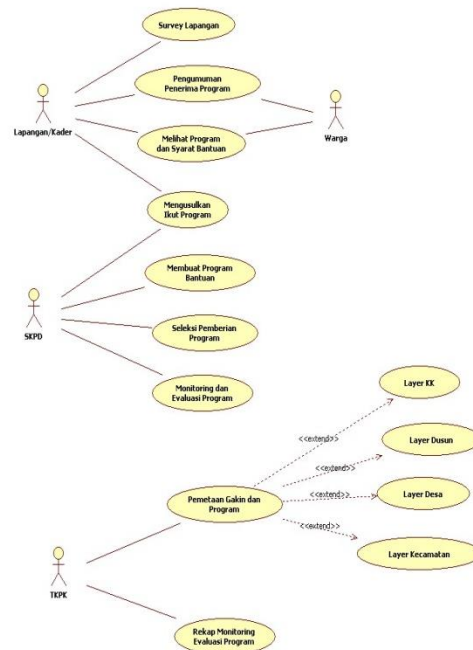 Survey Lapangan
Pengumuman
Penerima Program
Lapangan/Kader
Melihat Program
dan Syarat Bantuan
Warga
Mengusulkan
Ikut Program
Membuat Program
Bantuan
SKPD
Seleksi Pemberian
Program
Monitoring dan
Evaluasi Program
Layer KK
<<extend>>
Layer Dusun
<<extend>>
Pemetaan Gakin dan
Program
<<extend>>
Layer Desa
<<extend>>
Layer Kecamatan
TKPK
Rekap Monitoring
Evaluasi Program